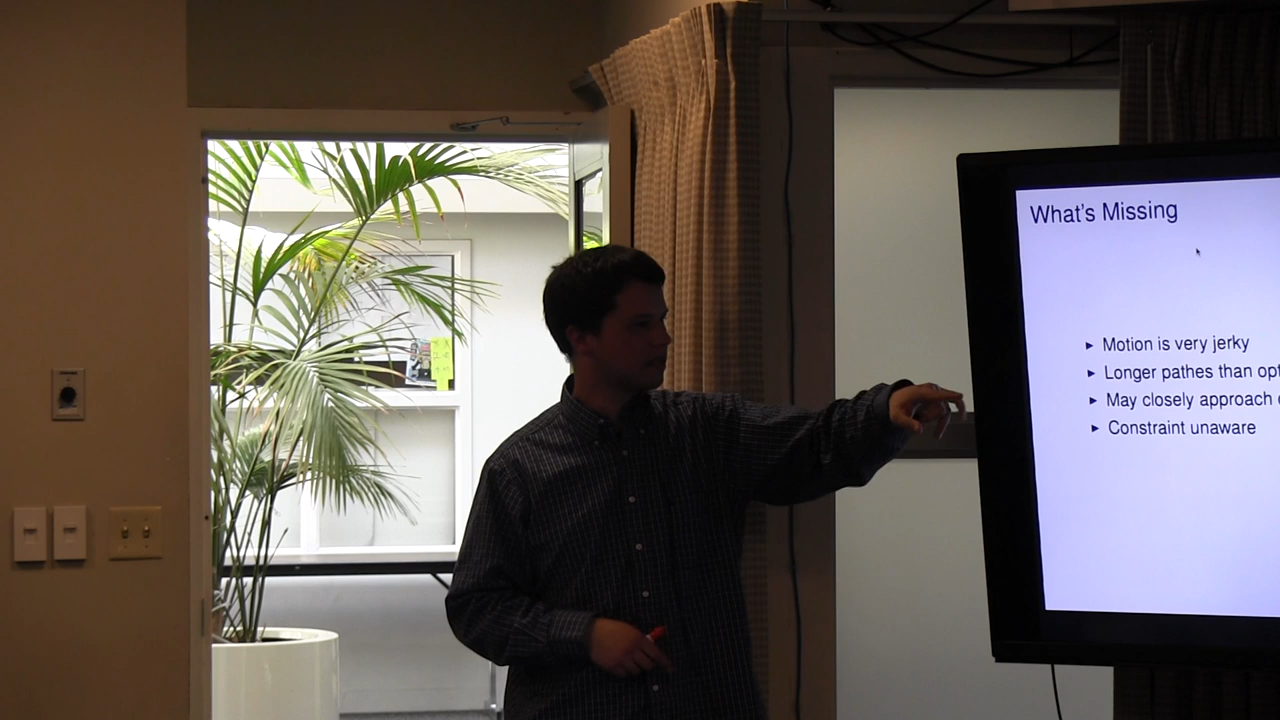 What's Missing
Motion is very jerky
Longer pathes than opt
May closely approach
Constraint unaware